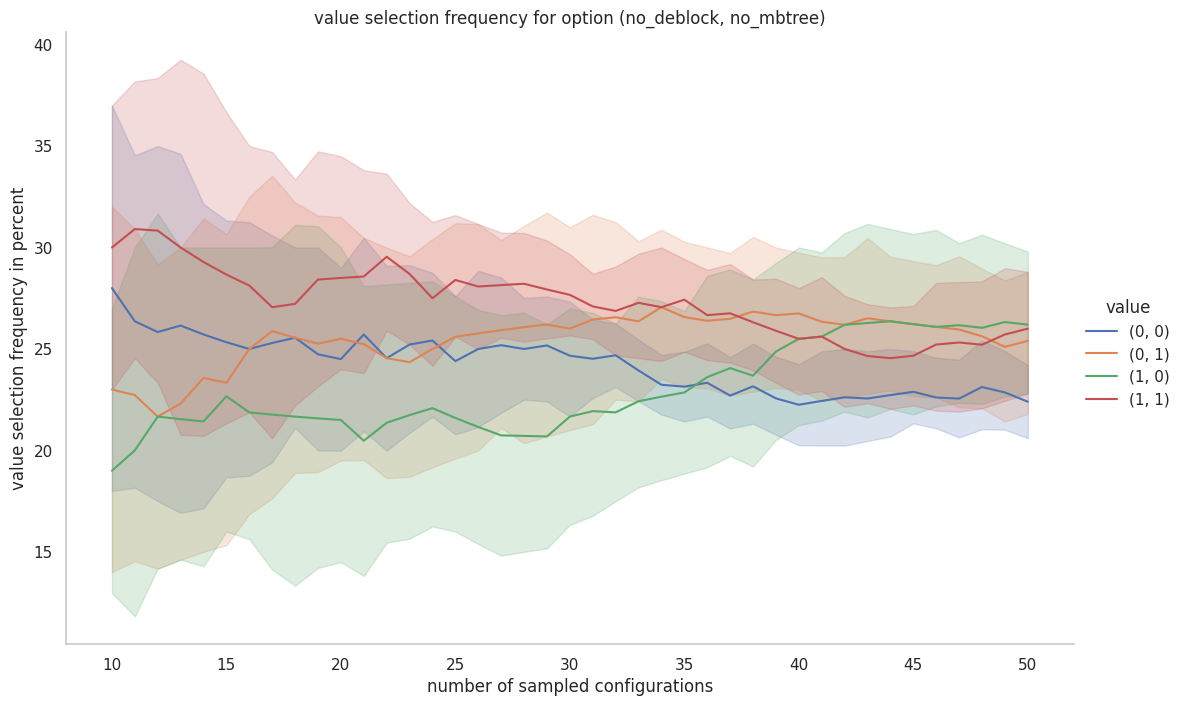 value selection frequency for option (no_deblock, no_mbtree)
value selection frequency in percent
40
35
30
25
20
15
10 15 20 25 30 35 40 45 50
number of sampled configurations
value
(0, 0)
(0, 1)
(1, 0)
(1, 1)